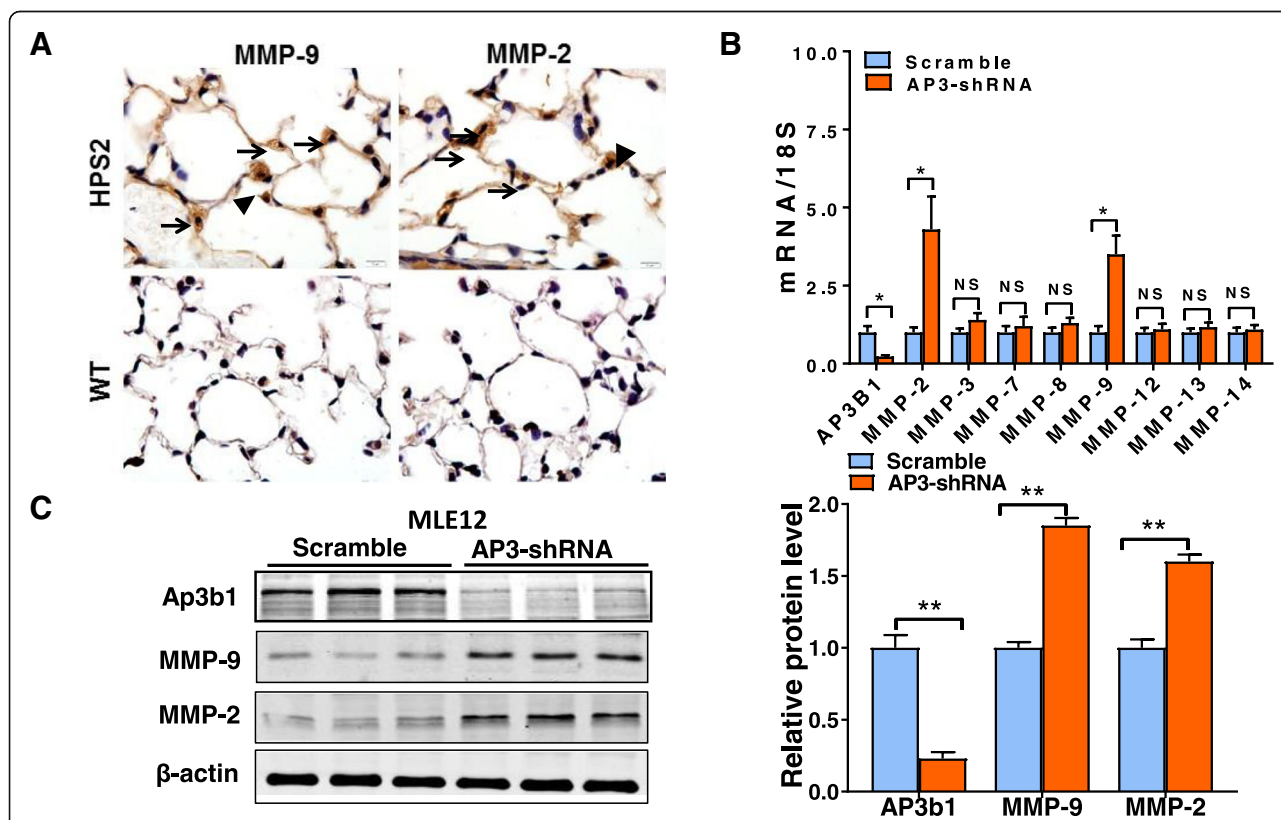 A
MMP-9
MMP-2
HPS2
WT
B
Scramble
AP3-shRNA
mRNA/18S
10.0
7.5
5.0
2.5
0.0
*
*
NS
NS
NS
*
NS
NS
NS
AP3B1
MMP-2
MMP-3
MMP-7
MMP-8
MMP-9
MMP-12
MMP-13
MMP-14
C
MLE12
Scramble
AP3-shRNA
Ap3b1
MMP-9
MMP-2
β-actin
Scramble
AP3-shRNA
Relative protein level
2.0
1.5
1.0
0.5
0.0
**
**
**
AP3b1
MMP-9
MMP-2